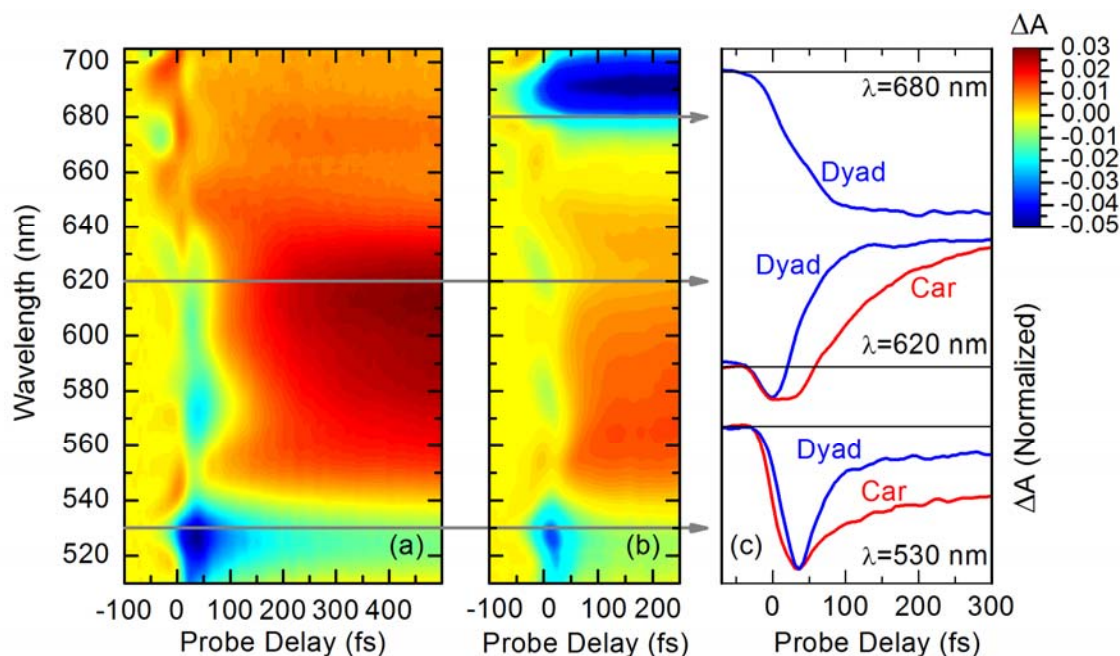 ΔA
0.03
0.02
0.01
0.00
-0.01
-0.02
-0.03
-0.04
-0.05
700
680
660
640
620
600
580
560
540
520
Wavelength (nm)
(a)
-100 0 100 200 300 400
Probe Delay (fs)
(b)
-100 0 100 200
Probe Delay (fs)
λ=680 nm
Dyad
Dyad
Car
λ=620 nm
Dyad
Car
(c)
λ=530 nm
0 100 200 300
Probe Delay (fs)
ΔA (Normalized)